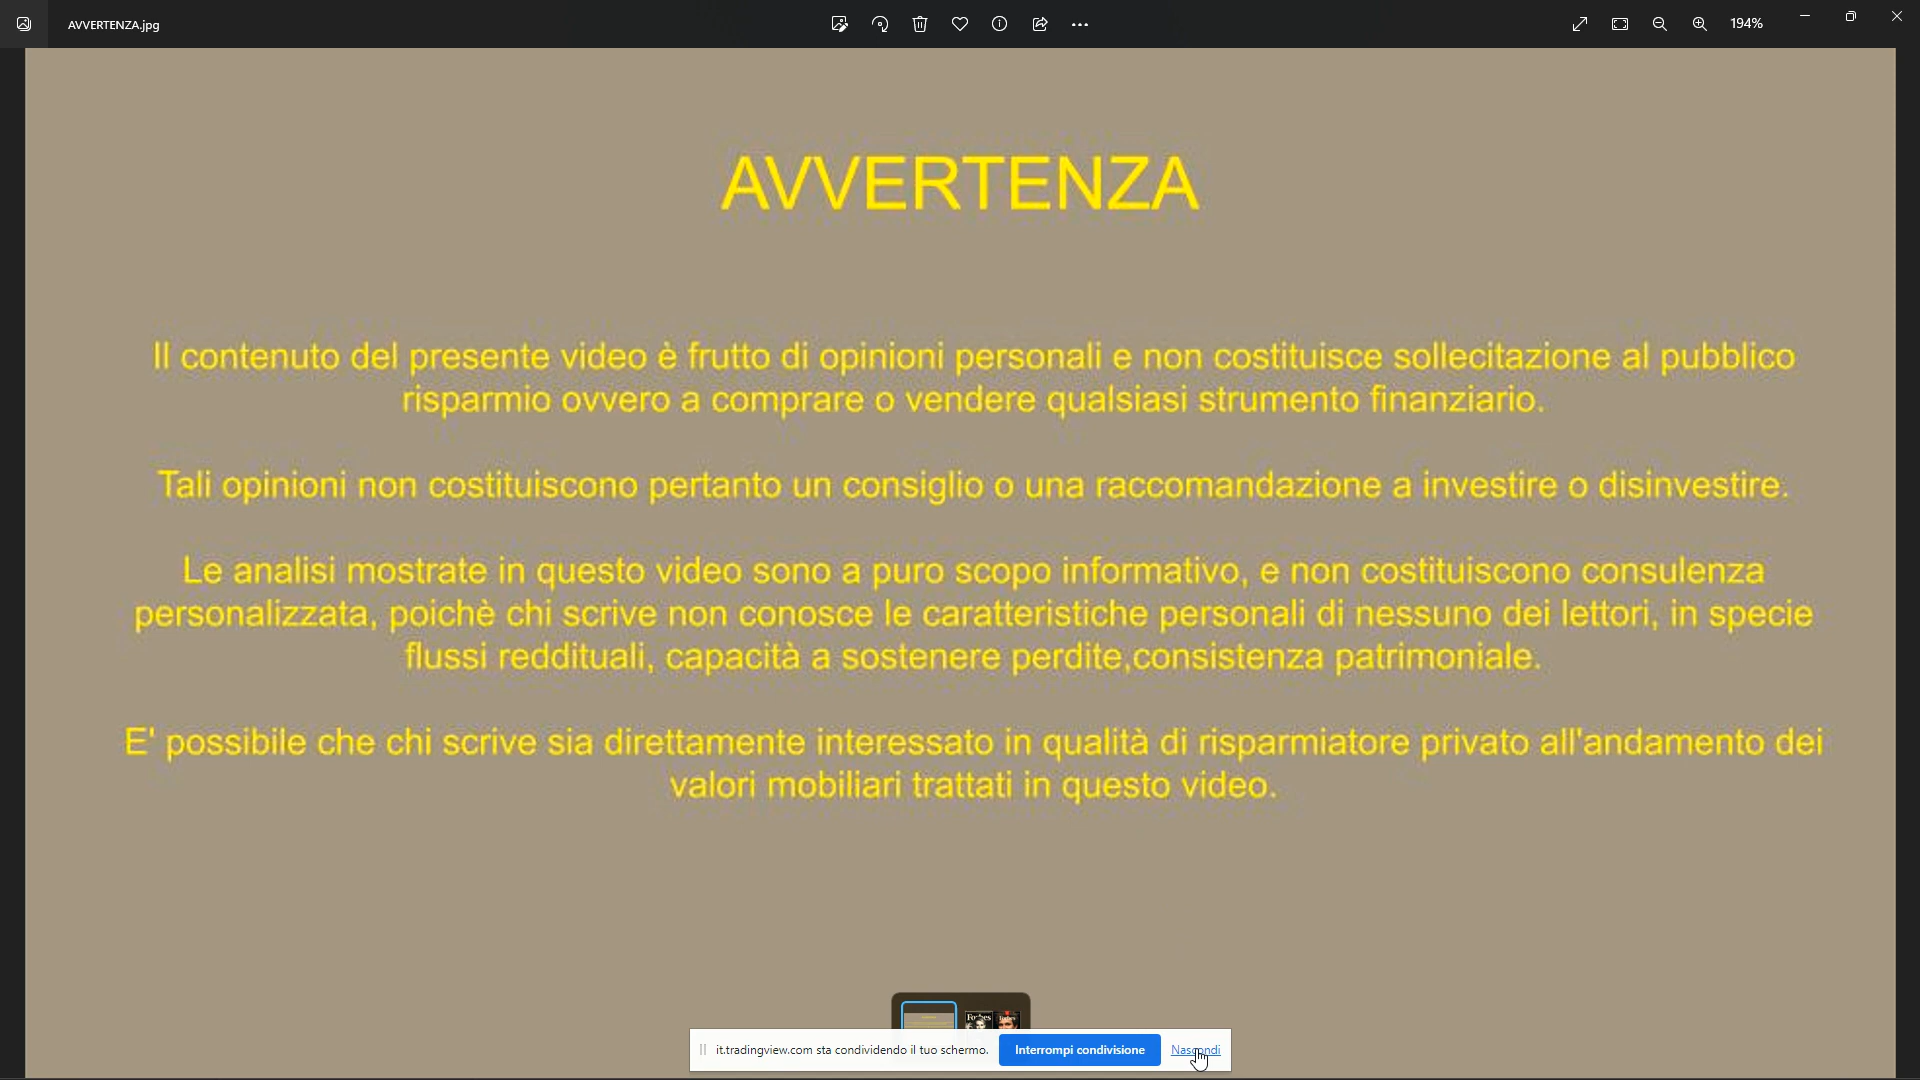 AVVERTENZA.jpg
194%
AVVERTENZA
Il contenuto del presente video è frutto di opinioni personali e non costituisce sollecitazione al pubblico
risparmio ovvero a comprare o vendere qualsiasi strumento finanziario.
Tali opinioni non costituiscono pertanto un consiglio o una raccomandazione a investire o disinvestire.
Le analisi mostrate in questo video sono a puro scopo informativo, e non costituiscono consulenza
personalizzata, poichè chi scrive non conosce le caratteristiche personali di nessuno dei lettori, in specie
flussi reddituali, capacità a sostenere perdite,consistenza patrimoniale.
E' possibile che chi scrive sia direttamente interessato in qualità di risparmiatore privato all'andamento dei
valori mobiliari trattati in questo video.
Forbes Forbes
it.tradingview.com sta condividendo il tuo schermo. Interrompi condivisione Nascondi